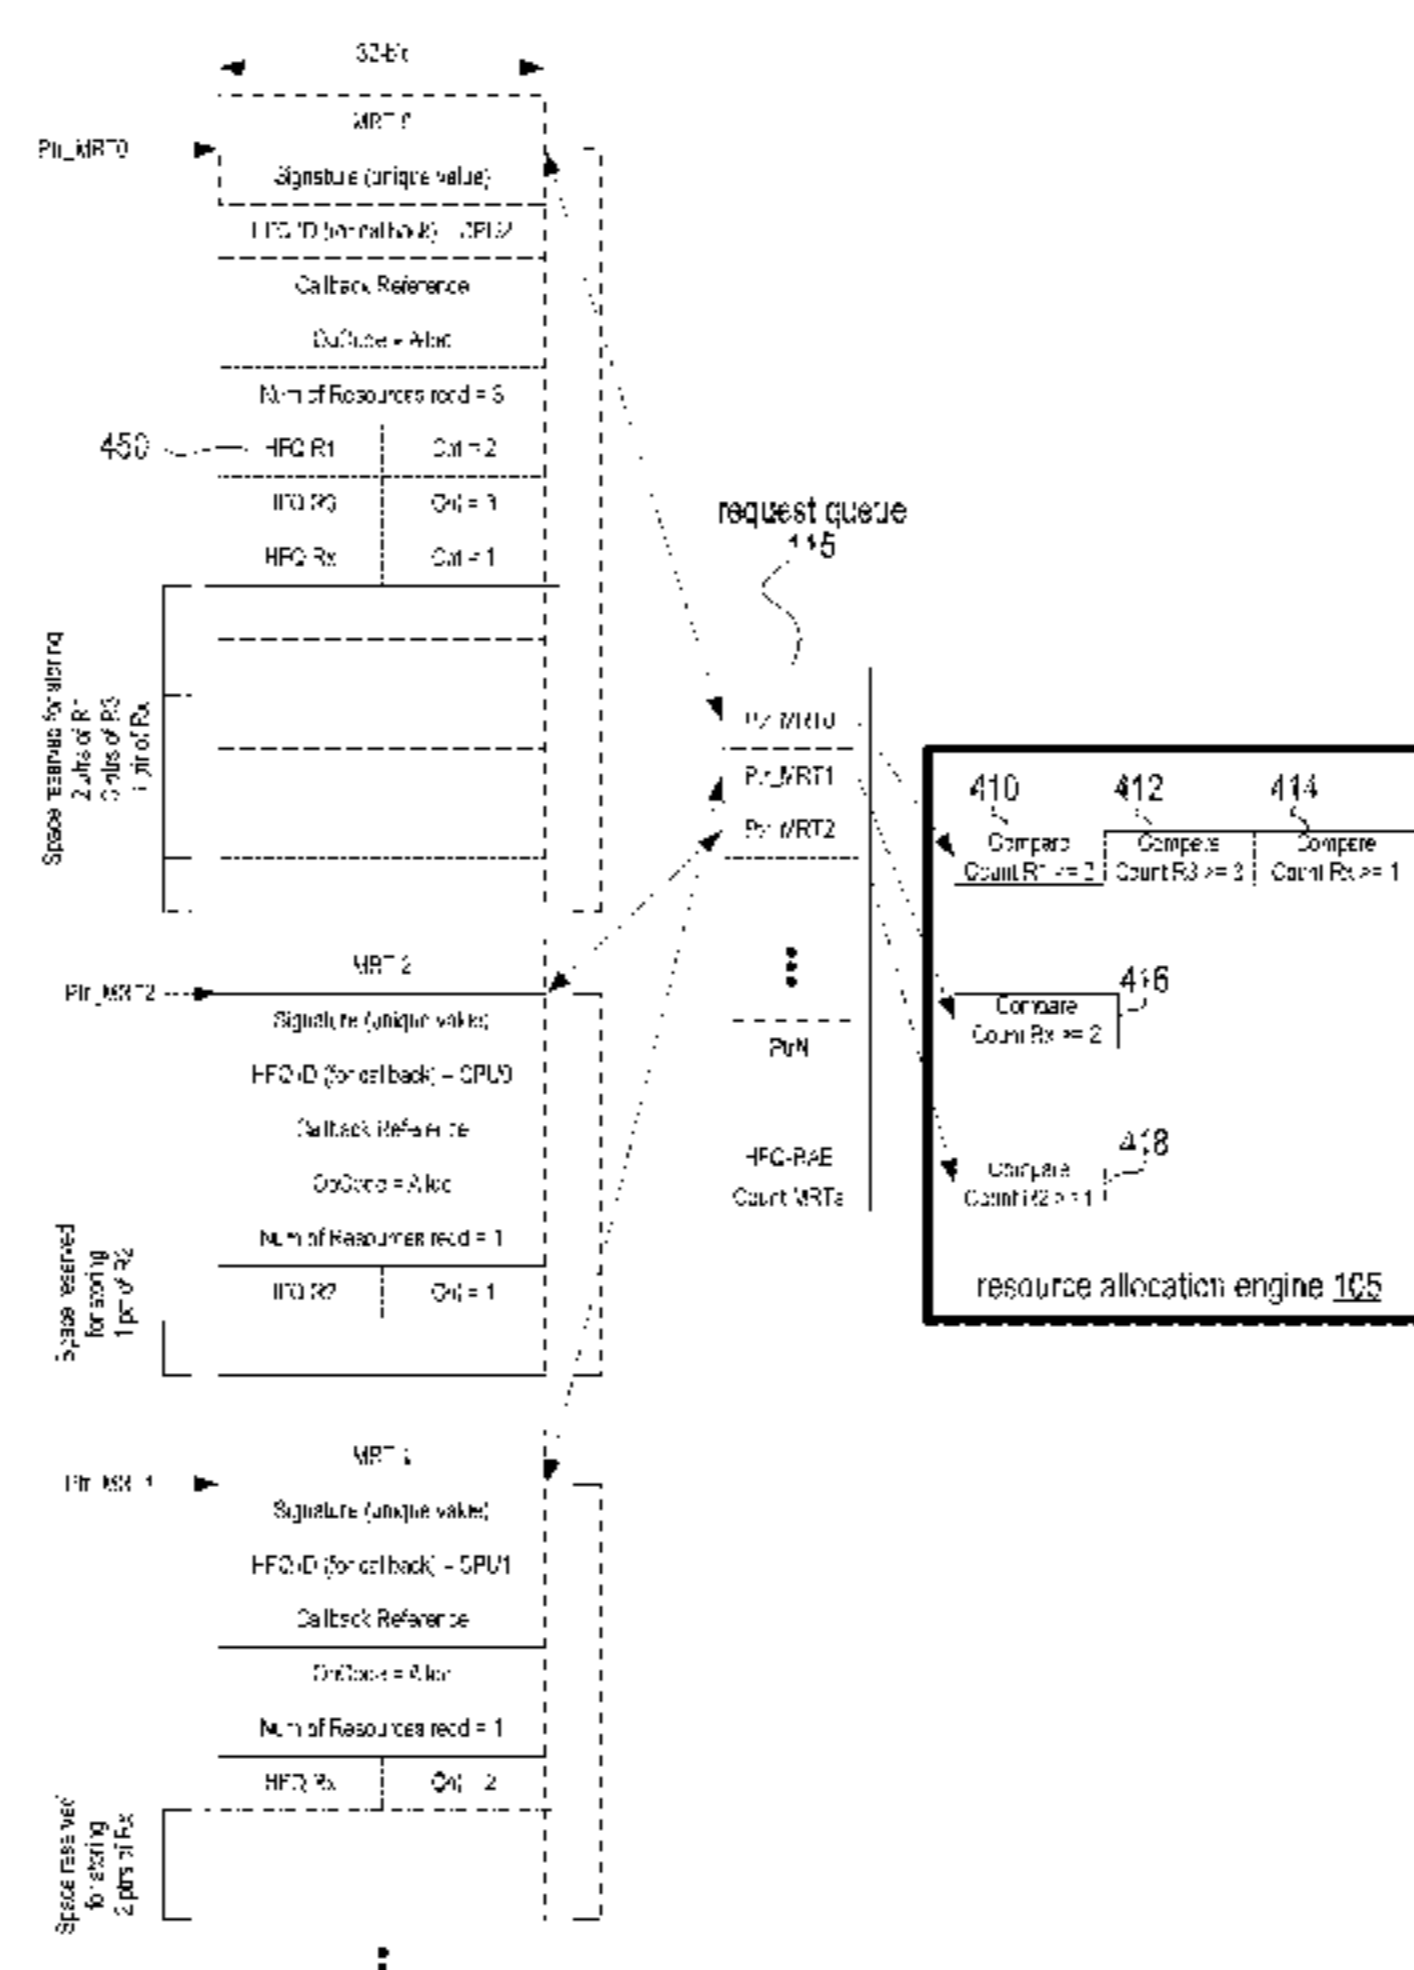 32-bit
MRT 0
Ptr_MRT0
Signature (unique value)
HFQ ID (for callback) = CPU2
Callback Reference
OpCode = Alloc
Num of Resources reqd = 3
450
HFQ R1 Cnt = 2
HFQ R3 Cnt = 3
HFQ Rx Cnt = 1
Space reserved for storing
2 ptrs of R1
3 ptrs of R3
1 ptr of Rx
MRT 2
Ptr_MRT2
Signature (unique value)
HFQ ID (for callback) = CPU0
Callback Reference
OpCode = Alloc
Num of Resources reqd = 1
HFQ R2 Cnt = 1
Space reserved
for storing
1 ptr of R2
MRT 1
Ptr_MRT1
Signature (unique value)
HFQ ID (for callback) = CPU1
Callback Reference
OpCode = Alloc
Num of Resources reqd = 1
HFQ Rx Cnt = 2
Space reserved
for storing
2 ptrs of Rx
request queue
115
Ptr_MRT0
Ptr_MRT1
Ptr_MRT2
PtrN
HFQ-RAE
Count MRTs
410 412 414
Compare
Count R1 >= 2
Compare
Count R3 >= 3
Compare
Count Rx >= 1
416
Compare
Count Rx >= 2
418
Compare
Count R2 >= 1
resource allocation engine 105